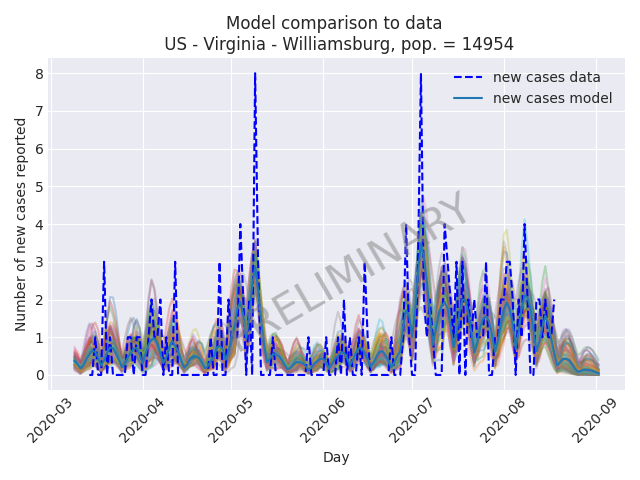 Model comparison to data
US - Virginia - Williamsburg, pop. = 14954
new cases data
new cases model
PRELIMINARY
Number of new cases reported
8
7
6
5
4
3
2
1
0
2020-03
2020-04
2020-05
2020-06
2020-07
2020-08
2020-09
Day